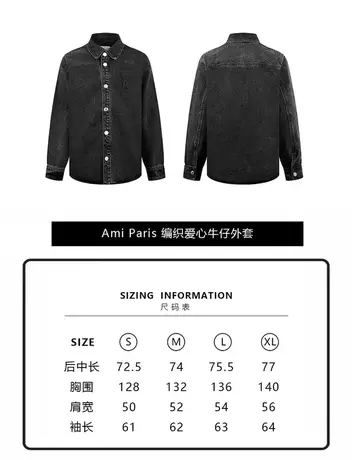 Ami Paris 编织爱心牛仔外套
SIZING INFORMATION
尺码表
SIZE S M L XL
后中长 72.5 74 75.5 77
胸围 128 132 136 140
肩宽 50 52 54 56
袖长 61 62 63 64